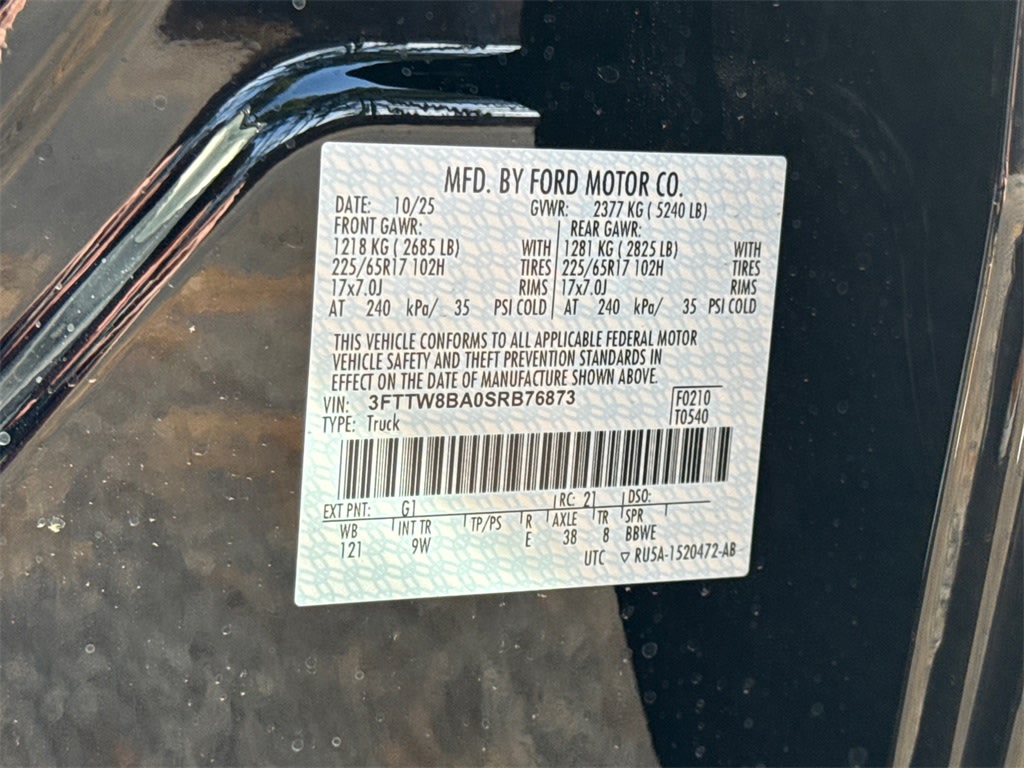 MFD. BY FORD MOTOR CO.
DATE: 10/25 GVWR: 2377 KG ( 5240 LB)
FRONT GAWR: REAR GAWR:
1218 KG ( 2685 LB) WITH 1281 KG ( 2825 LB) WITH
225/65R17 102H TIRES 225/65R17 102H TIRES
17x7.0J RIMS 17x7.0J RIMS
AT 240 kPa/ 35 PSI COLD AT 240 kPa/ 35 PSI COLD
THIS VEHICLE CONFORMS TO ALL APPLICABLE FEDERAL MOTOR
VEHICLE SAFETY AND THEFT PREVENTION STANDARDS IN
EFFECT ON THE DATE OF MANUFACTURE SHOWN ABOVE.
VIN: 3FTTW8BA0SRB76873 F0210
TYPE: Truck T0540
EXT PNT: G1 RC: 21 DSO:
WB INT TR TP/PS R AXLE TR SPR
121 9W E 38 8 BBWE
UTC ▽ RU5A-1520472-AB